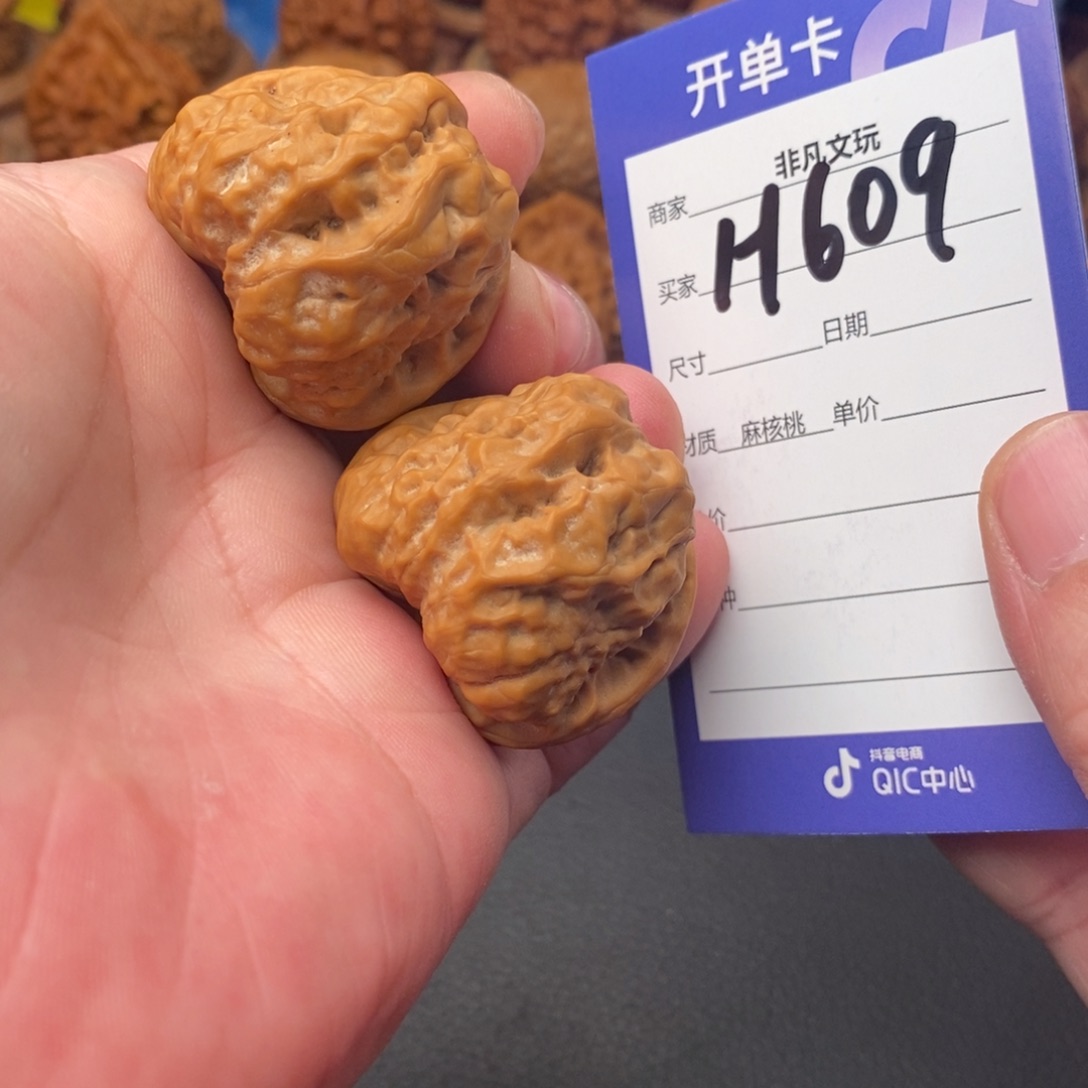 开单卡
商家 非凡文玩
买家 H609
尺寸 日期
材质 麻核桃 单价
价
种
抖音电商
QIC中心